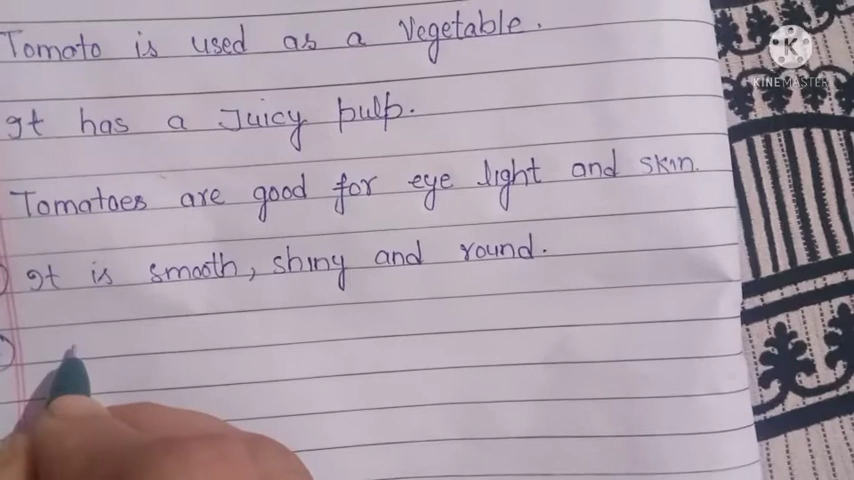 Tomato is used as a Vegetable.
It has a Juicy pulp.
Tomatoes are good for eye light and skin.
It is smooth, shiny and round.
KINEMASTER